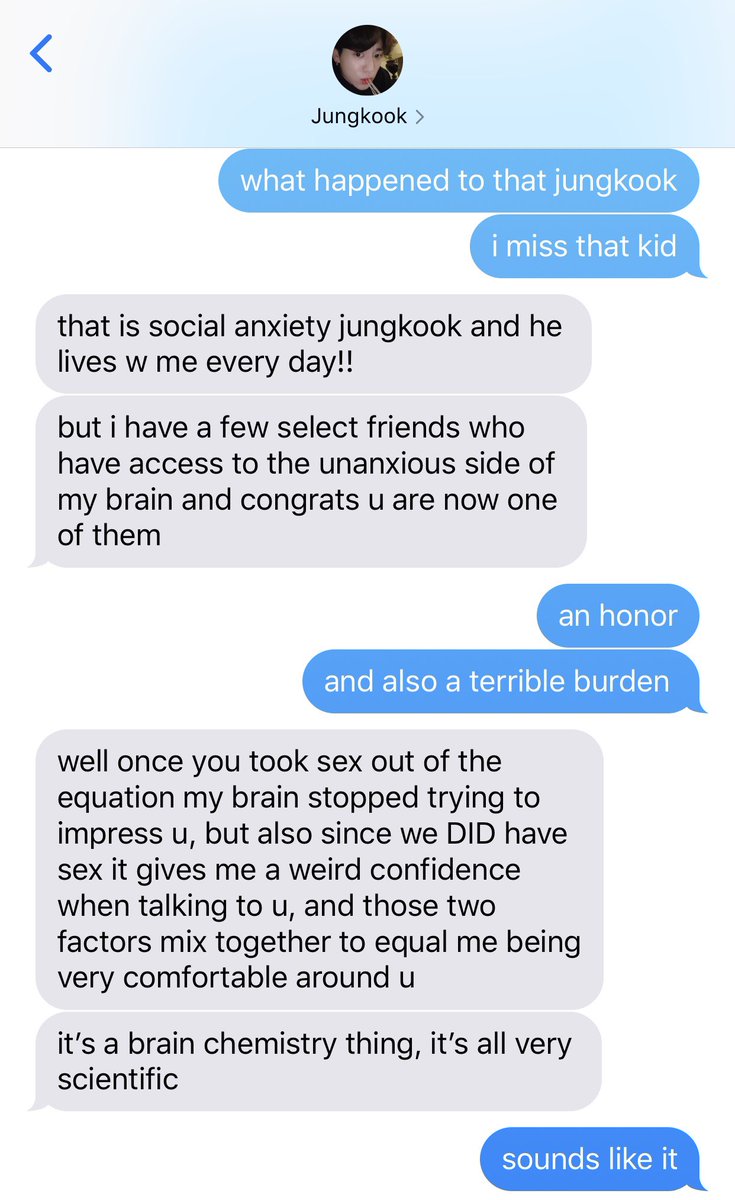 Jungkook
what happened to that jungkook
i miss that kid
that is social anxiety jungkook and he
lives w me every day!!
but i have a few select friends who
have access to the unanxious side of
my brain and congrats u are now one
of them
an honor
and also a terrible burden
well once you took sex out of the
equation my brain stopped trying to
impress u, but also since we DID have
sex it gives me a weird confidence
when talking to u, and those two
factors mix together to equal me being
very comfortable around u
it’s a brain chemistry thing, it’s all very
scientific
sounds like it